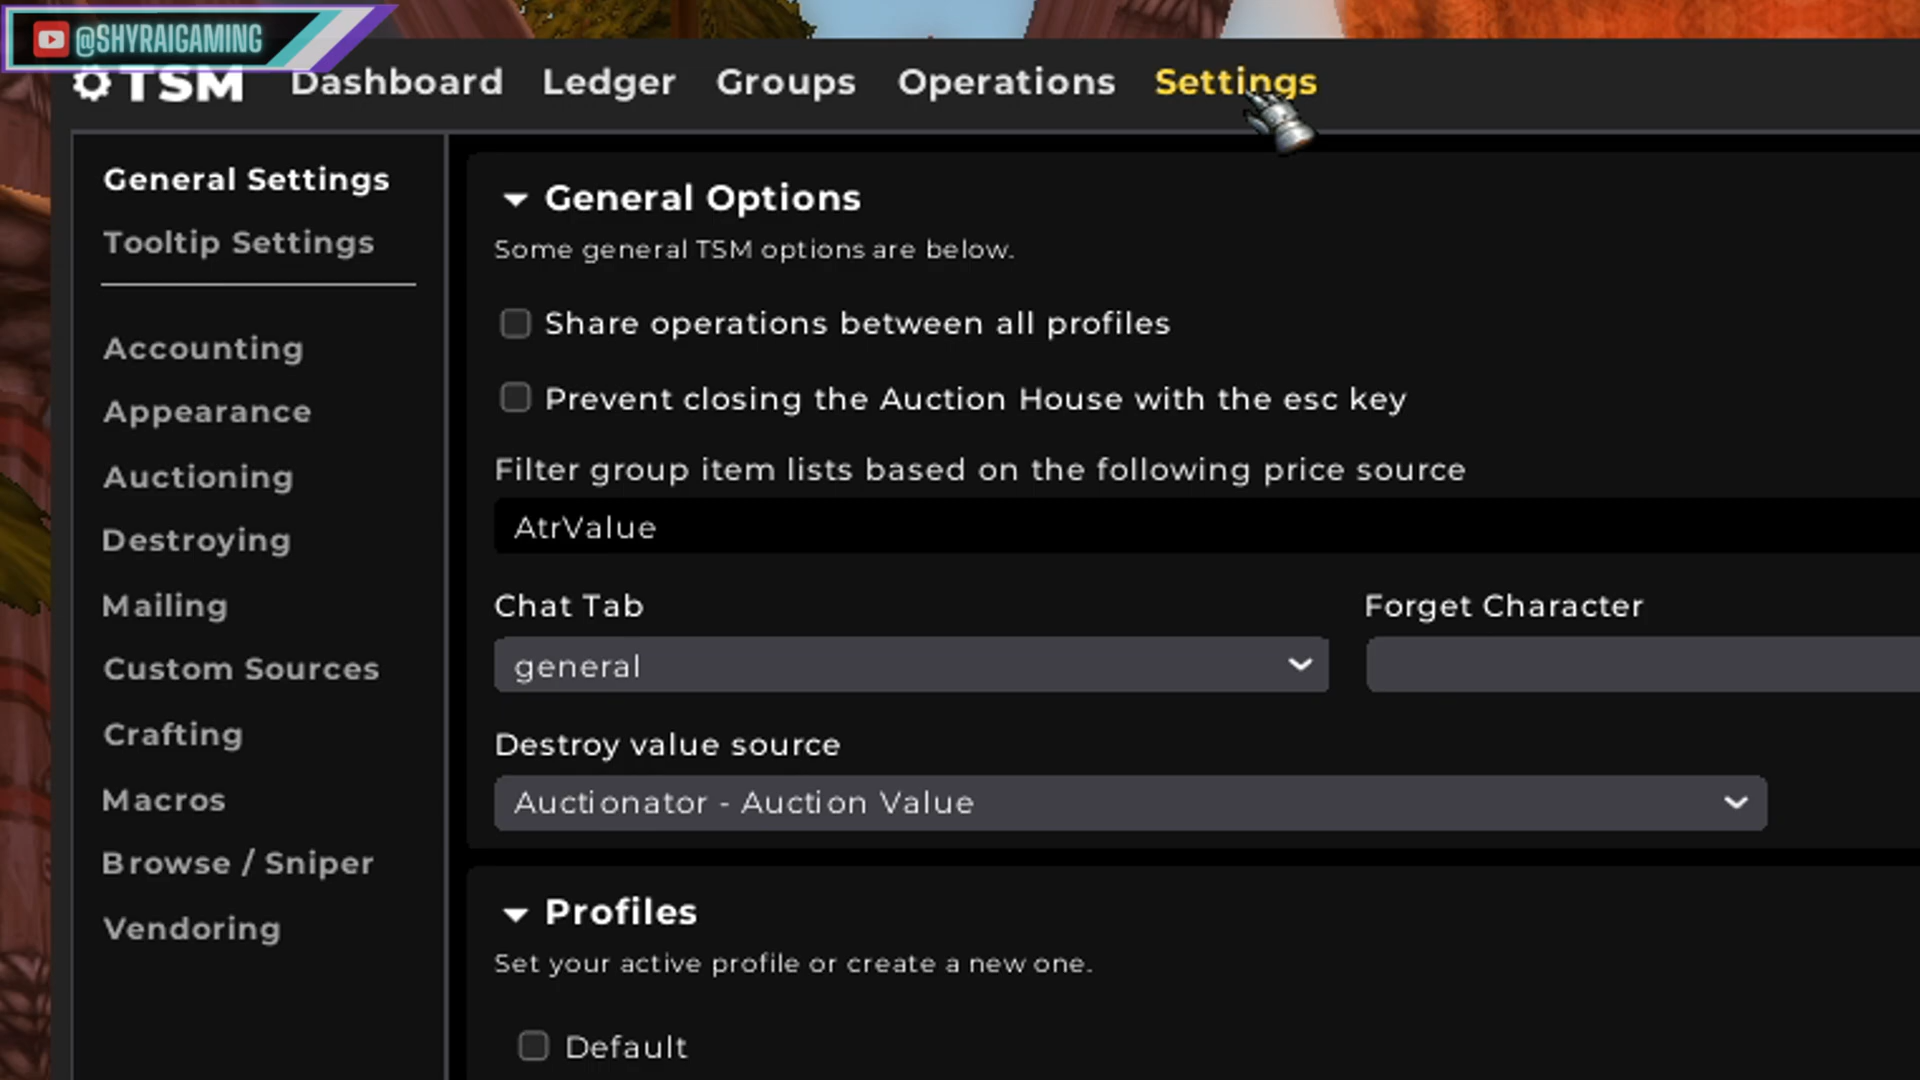 @SHYRAIGAMING
TSM Dashboard Ledger Groups Operations Settings
General Settings
Tooltip Settings
Accounting
Appearance
Auctioning
Destroying
Mailing
Custom Sources
Crafting
Macros
Browse / Sniper
Vendoring
General Options
Some general TSM options are below.
Share operations between all profiles
Prevent closing the Auction House with the esc key
Filter group item lists based on the following price source
AtrValue
Chat Tab Forget Character
general
Destroy value source
Auctionator - Auction Value
Profiles
Set your active profile or create a new one.
Default